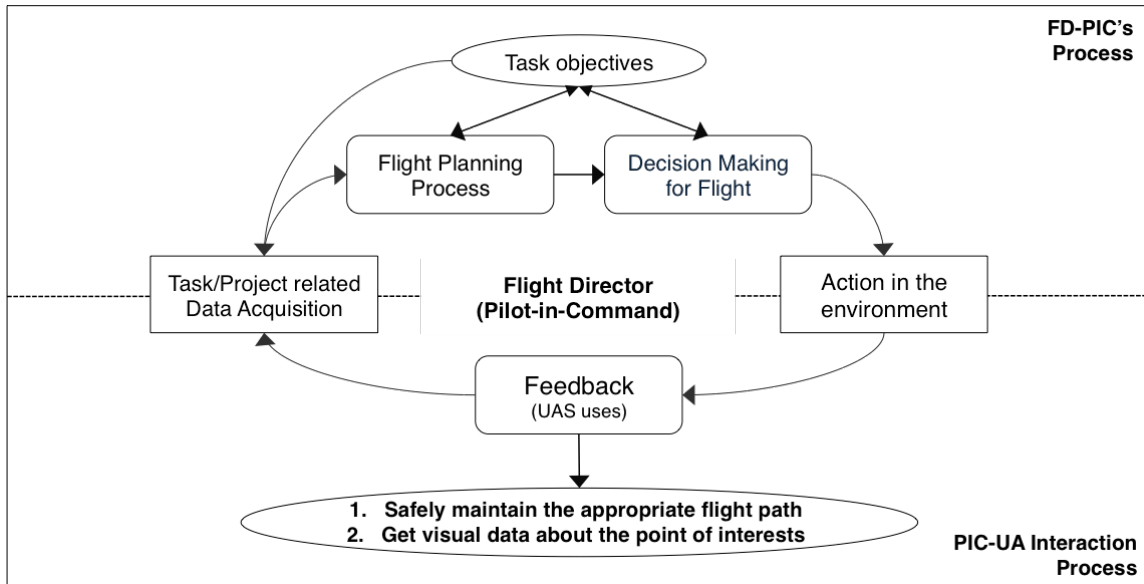 FD-PIC's
Process
Task objectives
Flight Planning
Process
Decision Making
for Flight
Task/Project related
Data Acquisition
Flight Director
(Pilot-in-Command)
Action in the
environment
Feedback
(UAS uses)
1. Safely maintain the appropriate flight path
2. Get visual data about the point of interests
PIC-UA Interaction
Process